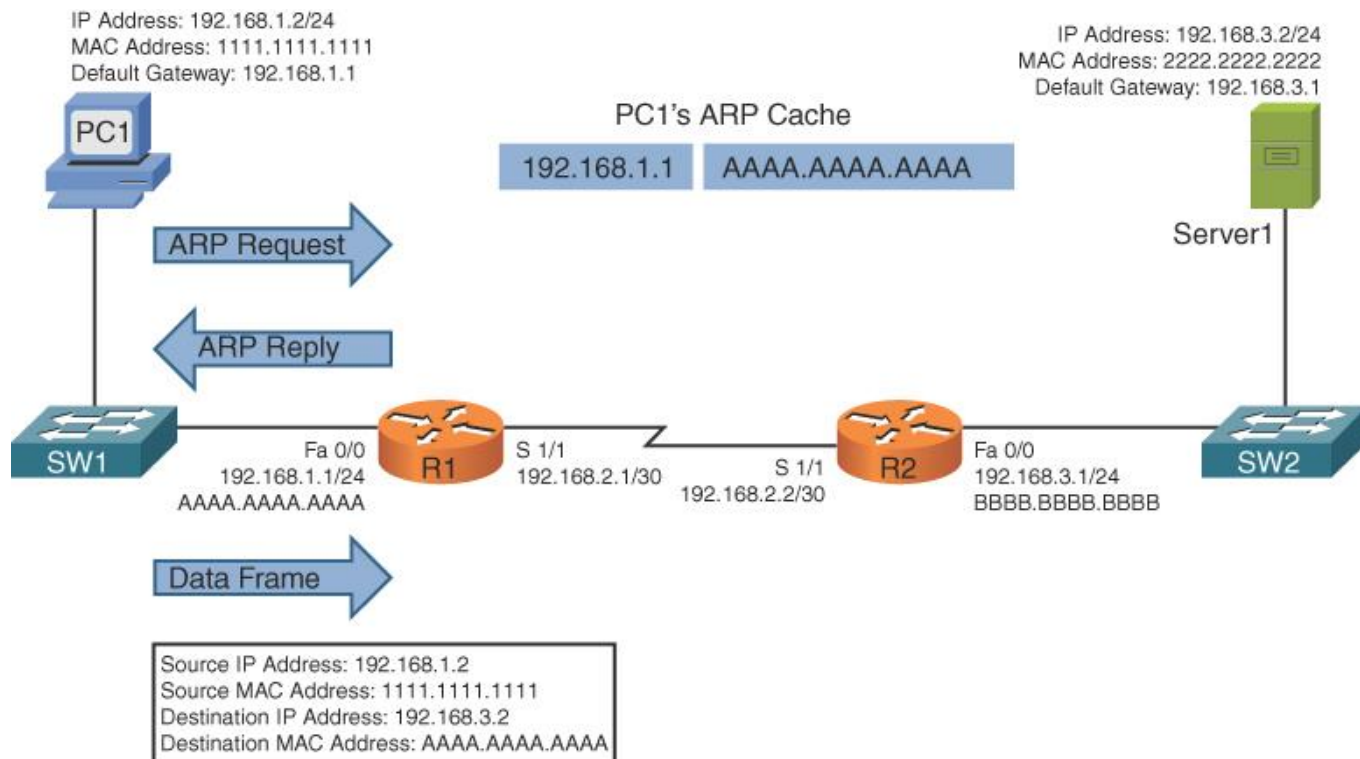 IP Address: 192.168.1.2/24
MAC Address: 1111.1111.1111
Default Gateway: 192.168.1.1
PC1
IP Address: 192.168.3.2/24
MAC Address: 2222.2222.2222
Default Gateway: 192.168.3.1
Server1
PC1's ARP Cache
192.168.1.1
AAAA.AAAA.AAAA
ARP Request
ARP Reply
SW1
Fa 0/0
192.168.1.1/24
AAAA.AAAA.AAAA
R1
S 1/1
192.168.2.1/30
S 1/1
192.168.2.2/30
R2
Fa 0/0
192.168.3.1/24
BBBB.BBBB.BBBB
SW2
Data Frame
Source IP Address: 192.168.1.2
Source MAC Address: 1111.1111.1111
Destination IP Address: 192.168.3.2
Destination MAC Address: AAAA.AAAA.AAAA